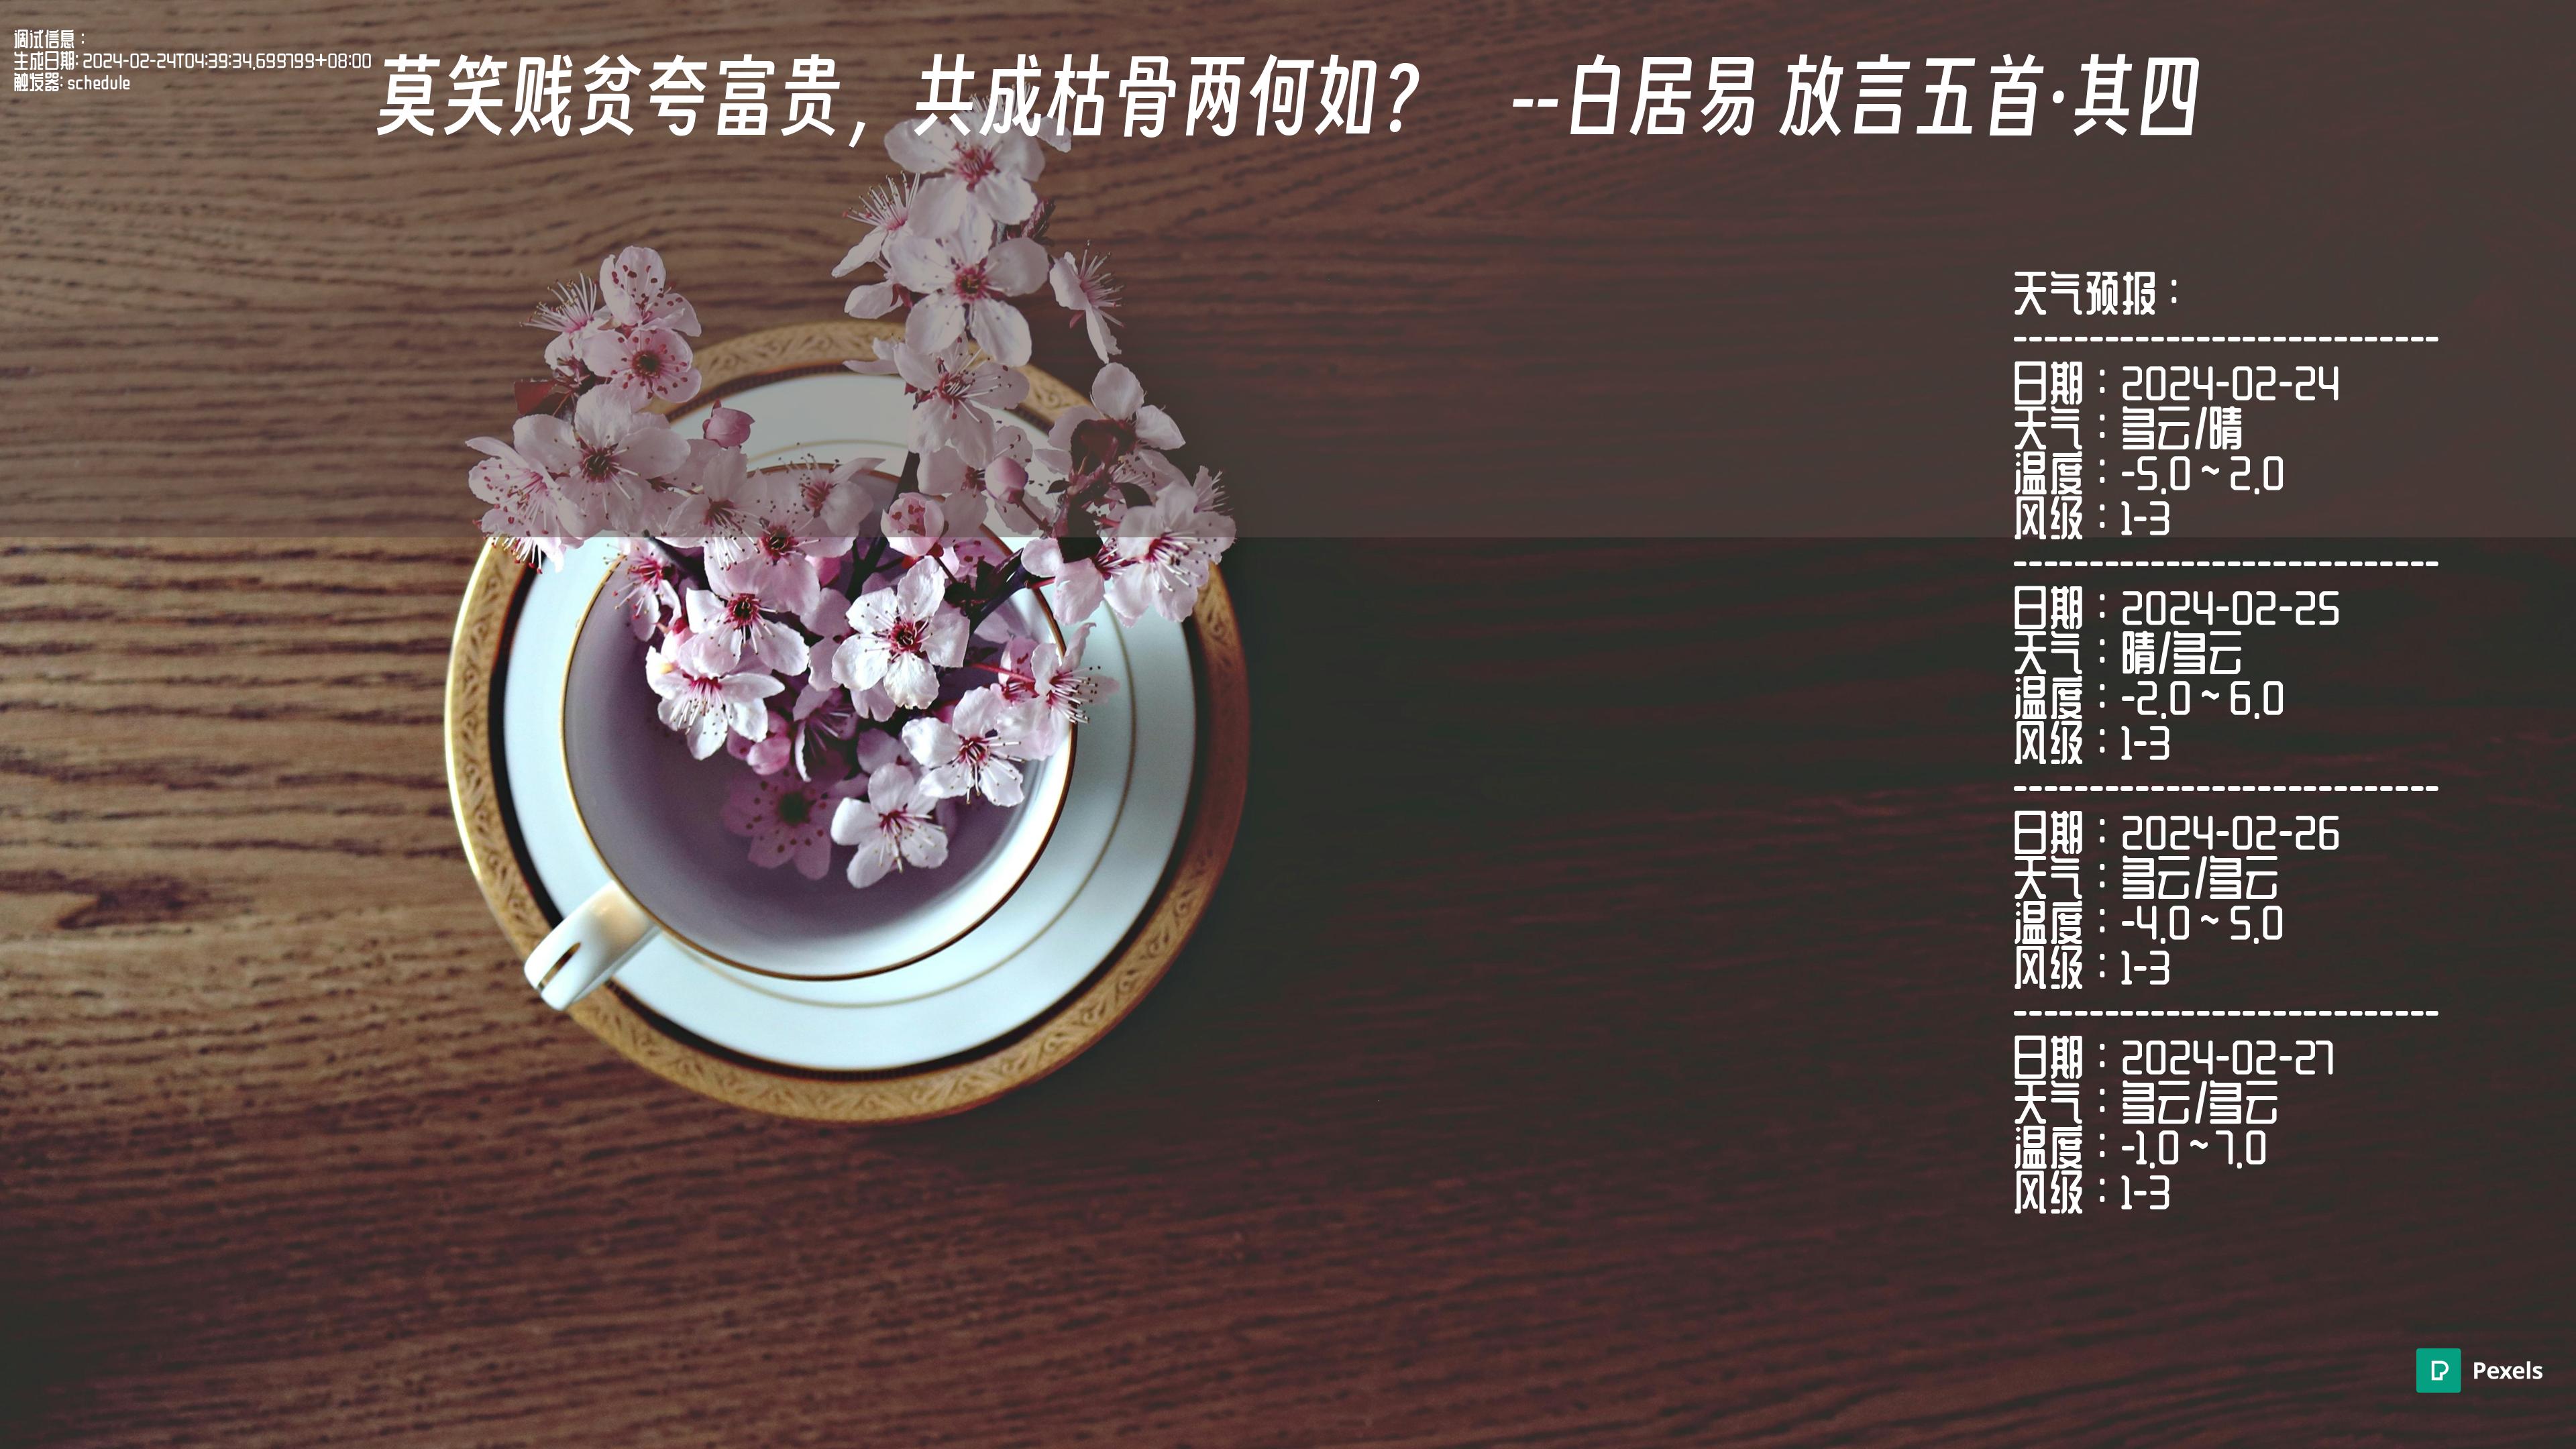 调试信息：
生成日期: 2024-02-24T04:39:34.699799+08:00
触发器: schedule
莫笑贱贫夸富贵，共成枯骨两何如？ --白居易 放言五首·其四
天气预报：
----------------------------
日期：2024-02-24
天气：多云/晴
温度：-5.0 ~ 2.0
风级：1-3
----------------------------
日期：2024-02-25
天气：晴/多云
温度：-2.0 ~ 6.0
风级：1-3
----------------------------
日期：2024-02-26
天气：多云/多云
温度：-4.0 ~ 5.0
风级：1-3
----------------------------
日期：2024-02-27
天气：多云/多云
温度：-1.0 ~ 7.0
风级：1-3
Pexels